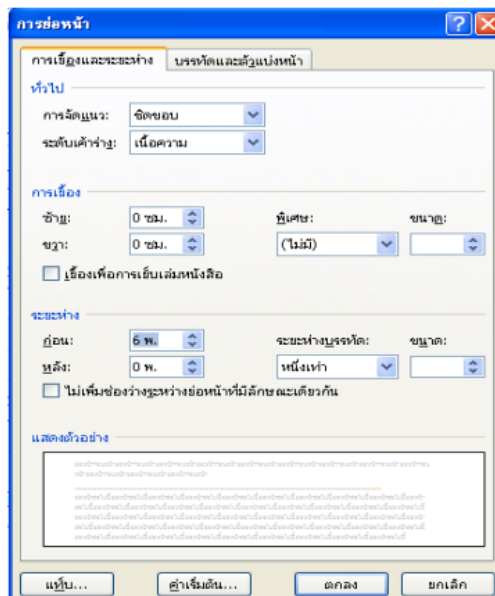 การย่อหน้า
การเยื้องและระยะห่าง บรรทัดและตัวแบ่งหน้า
ทั่วไป
การจัดแนว: ชิดขอบ
ระดับเค้าร่าง: เนื้อความ
การเยื้อง
ซ้าย: 0 ซม. พิเศษ: ขนาด:
ขวา: 0 ซม. (ไม่มี)
เยื้องเพื่อการเย็บเล่มหนังสือ
ระยะห่าง
ก่อน: 6 พ. ระยะห่างบรรทัด: ขนาด:
หลัง: 0 พ. หนึ่งเท่า
ไม่เพิ่มช่องว่างระหว่างย่อหน้าที่มีลักษณะเดียวกัน
แสดงตัวอย่าง
แท็บ... ค่าเริ่มต้น... ตกลง ยกเลิก